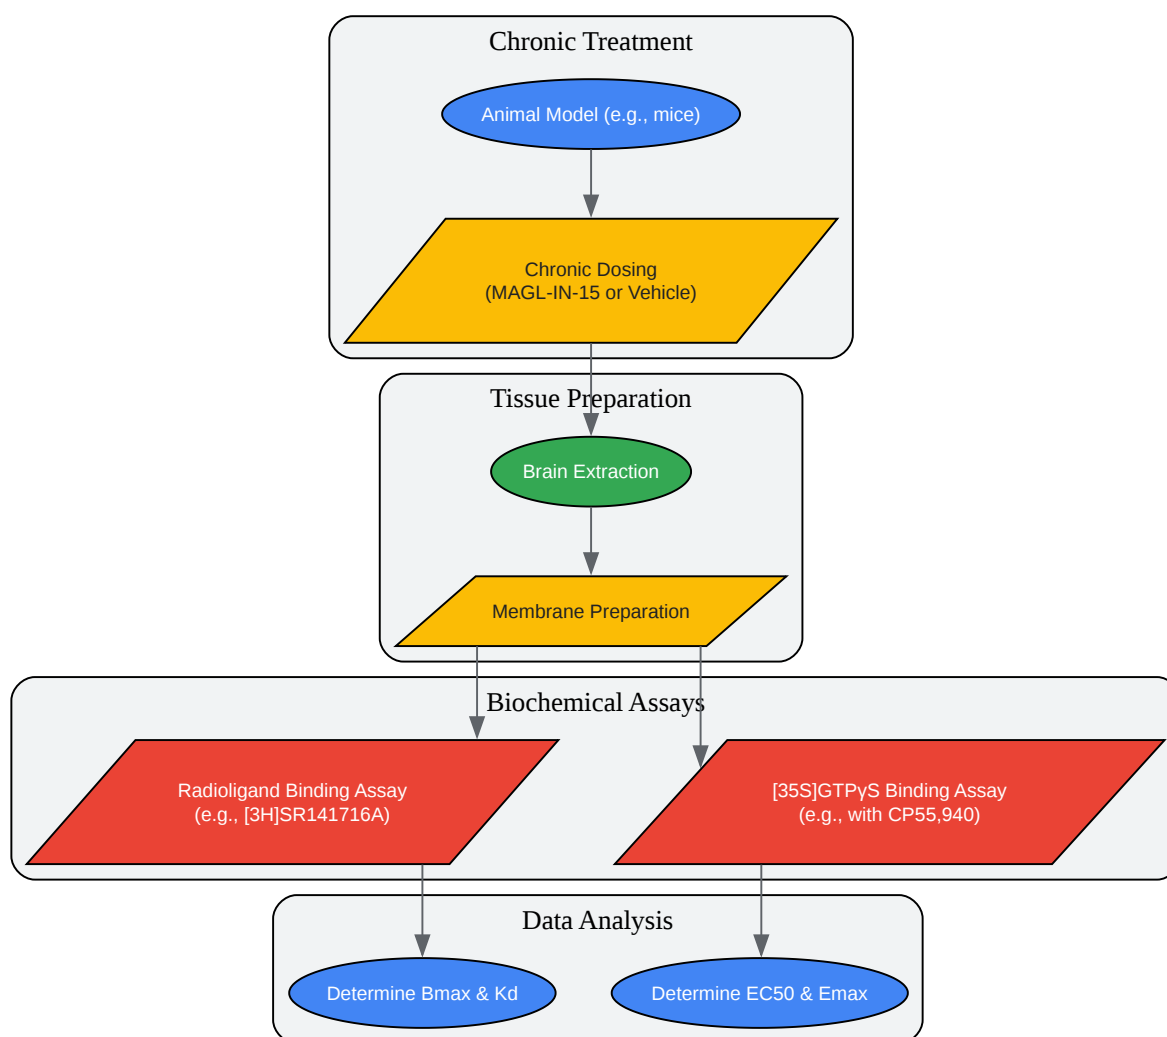 Chronic Treatment
Animal Model (e.g., mice)
Chronic Dosing
(MAGL-IN-15 or Vehicle)
Tissue Preparation
Brain Extraction
Membrane Preparation
Biochemical Assays
Radioligand Binding Assay
(e.g., [3H]SR141716A)
[35S]GTPγS Binding Assay
(e.g., with CP55,940)
Data Analysis
Determine Bmax & Kd
Determine EC50 & Emax